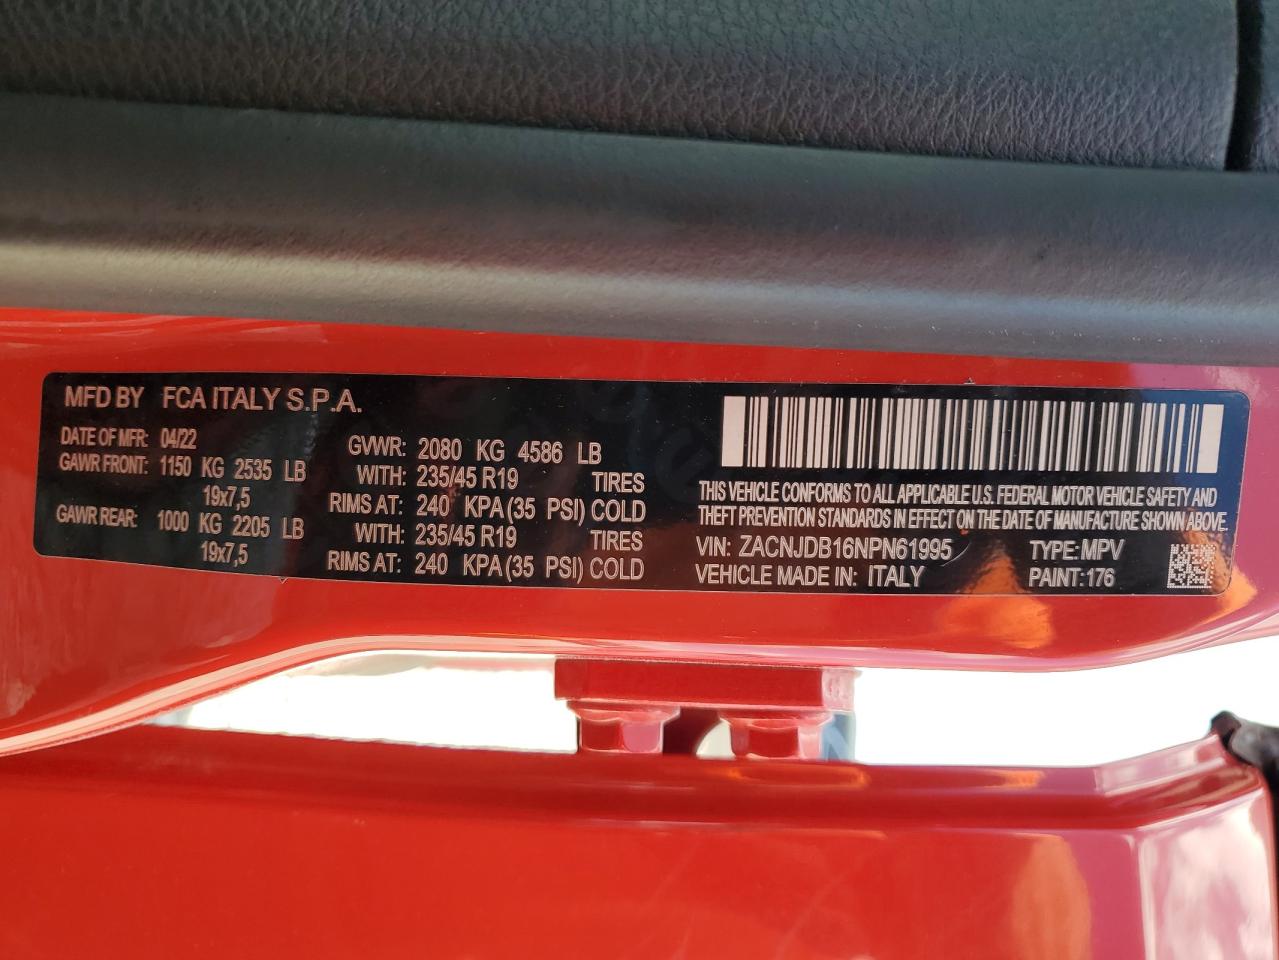 MFD BY FCA ITALY S.P.A.
DATE OF MFR: 04/22
GAWR FRONT: 1150 KG 2535 LB
19x7,5
GAWR REAR: 1000 KG 2205 LB
19x7,5
GVWR: 2080 KG 4586 LB
WITH: 235/45 R19 TIRES
RIMS AT: 240 KPA (35 PSI) COLD
WITH: 235/45 R19 TIRES
RIMS AT: 240 KPA (35 PSI) COLD
THIS VEHICLE CONFORMS TO ALL APPLICABLE U.S. FEDERAL MOTOR VEHICLE SAFETY AND
THEFT PREVENTION STANDARDS IN EFFECT ON THE DATE OF MANUFACTURE SHOWN ABOVE.
VIN: ZACNJDB16NPN61995 TYPE: MPV
VEHICLE MADE IN: ITALY PAINT: 176